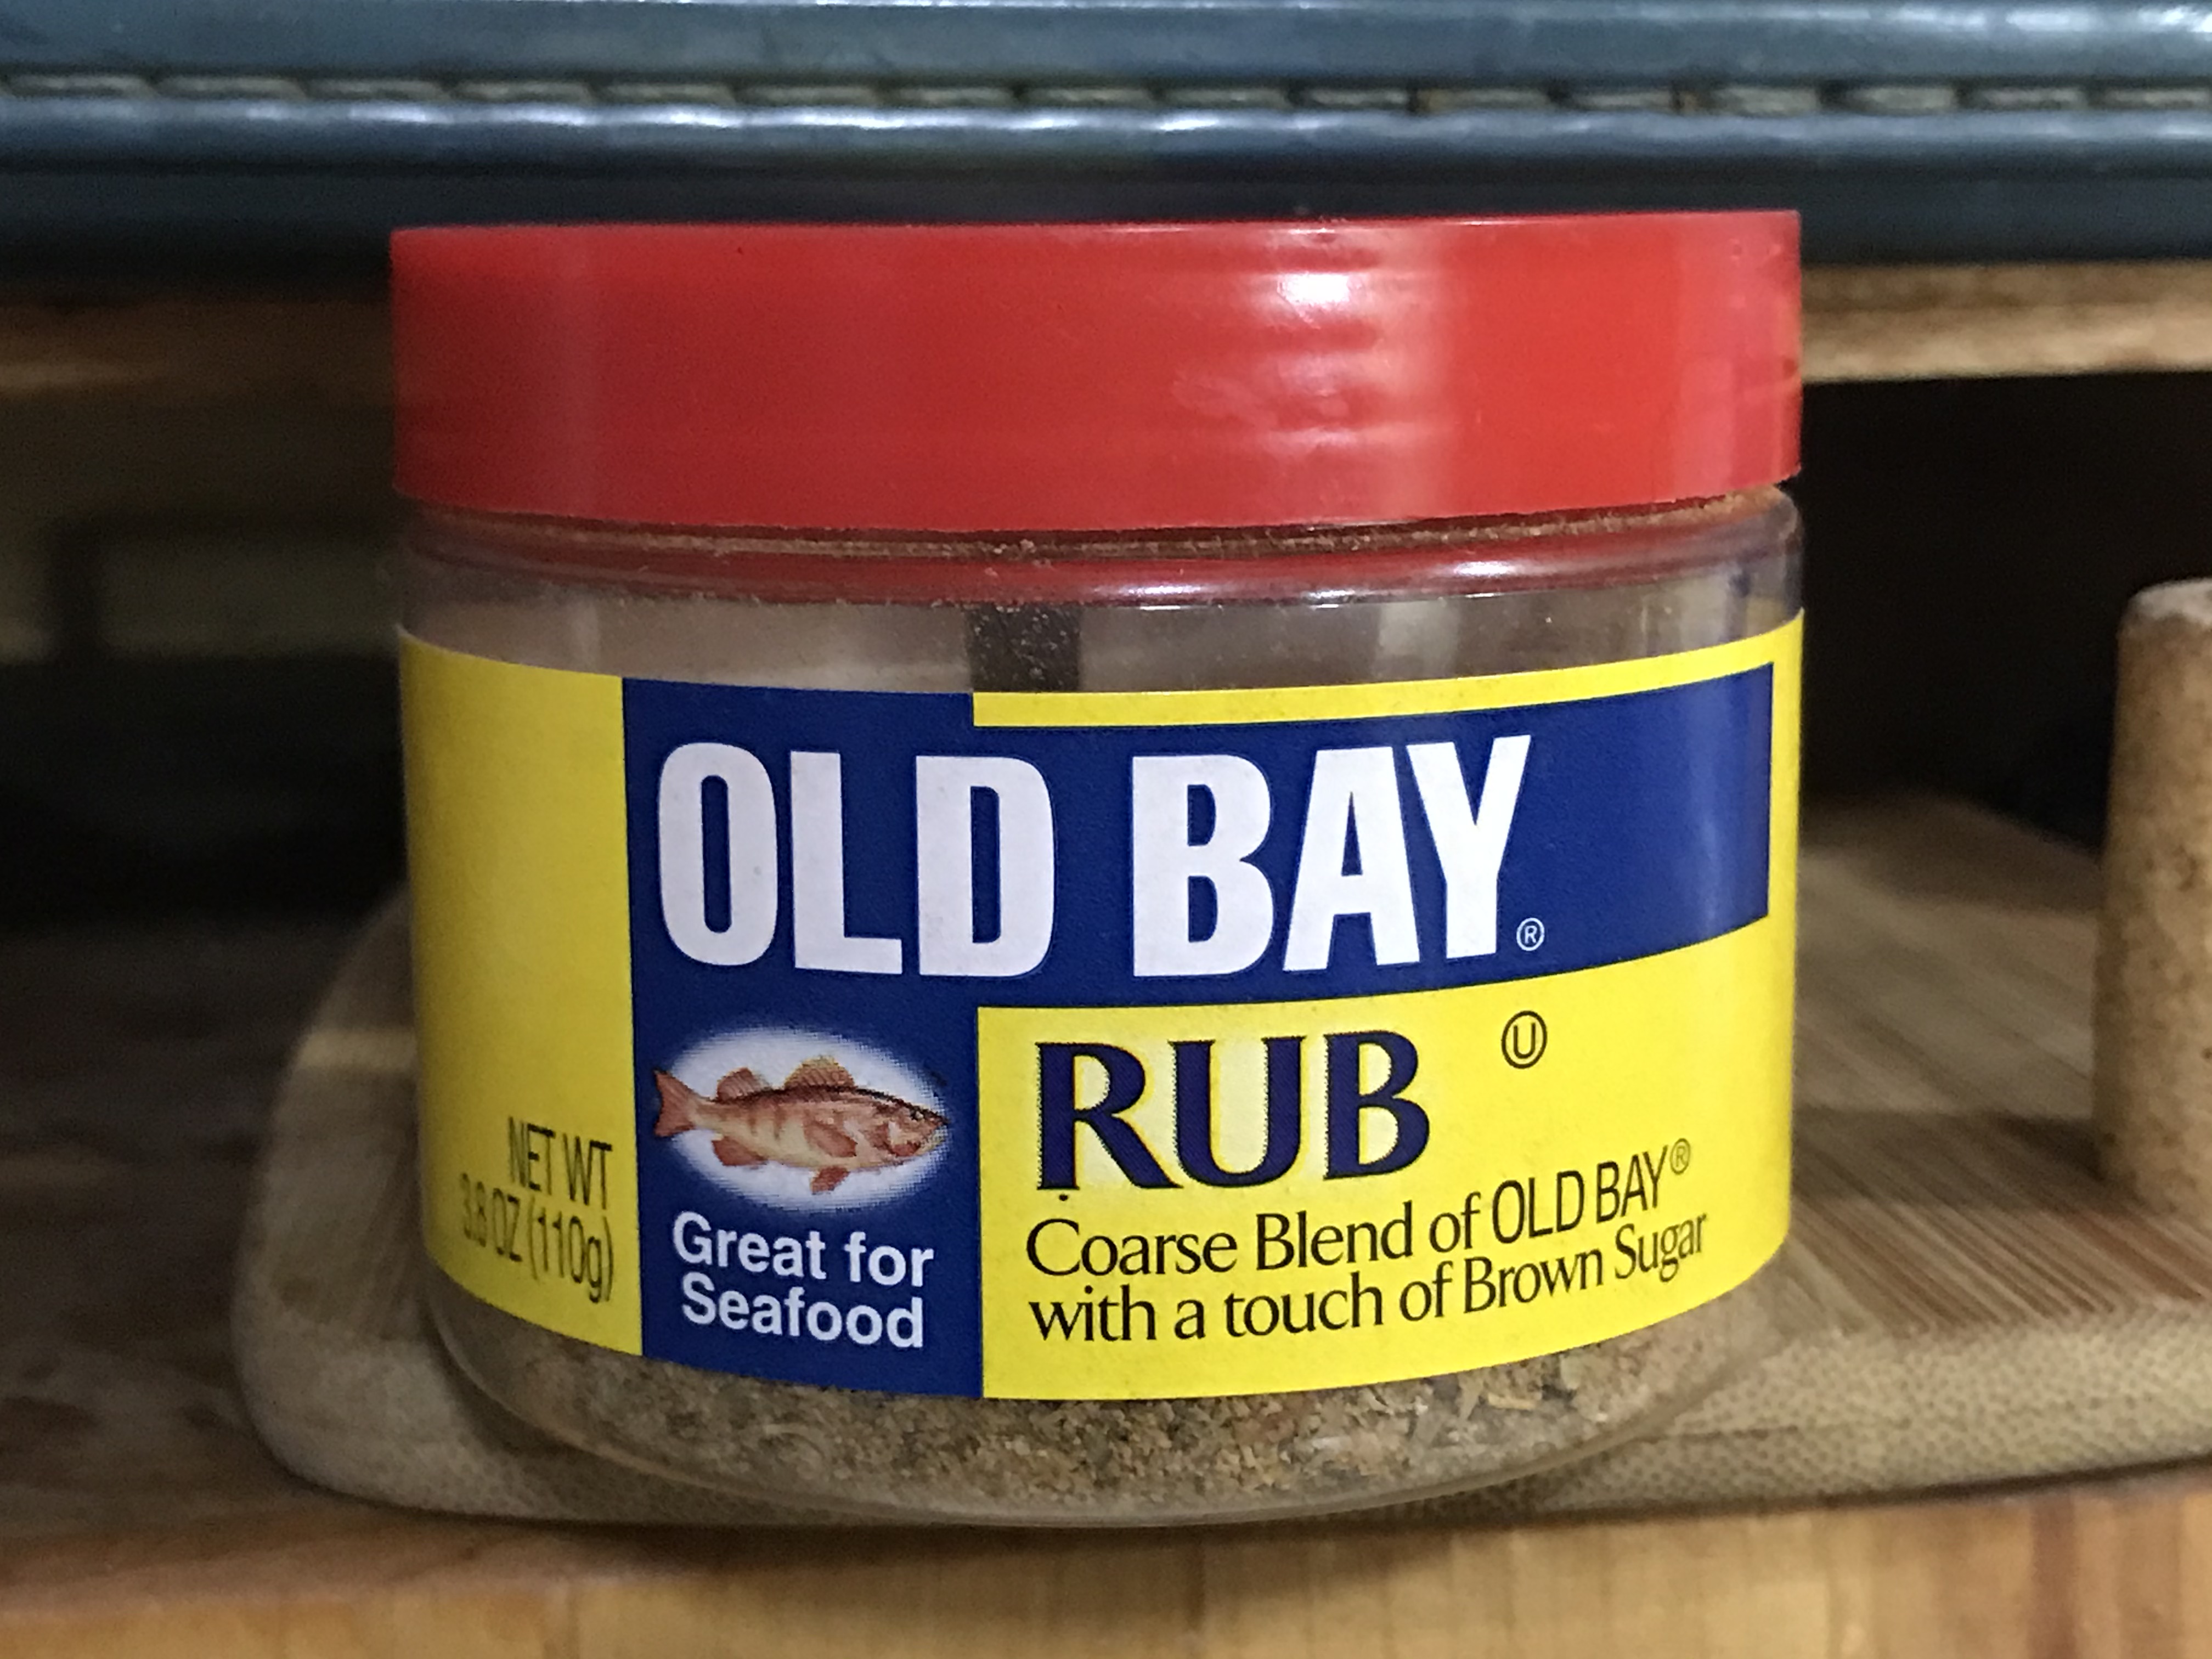 OLD BAY®
RUB Ⓤ
Coarse Blend of OLD BAY®
with a touch of Brown Sugar
Great for
Seafood
NET WT
3.8 OZ (110g)